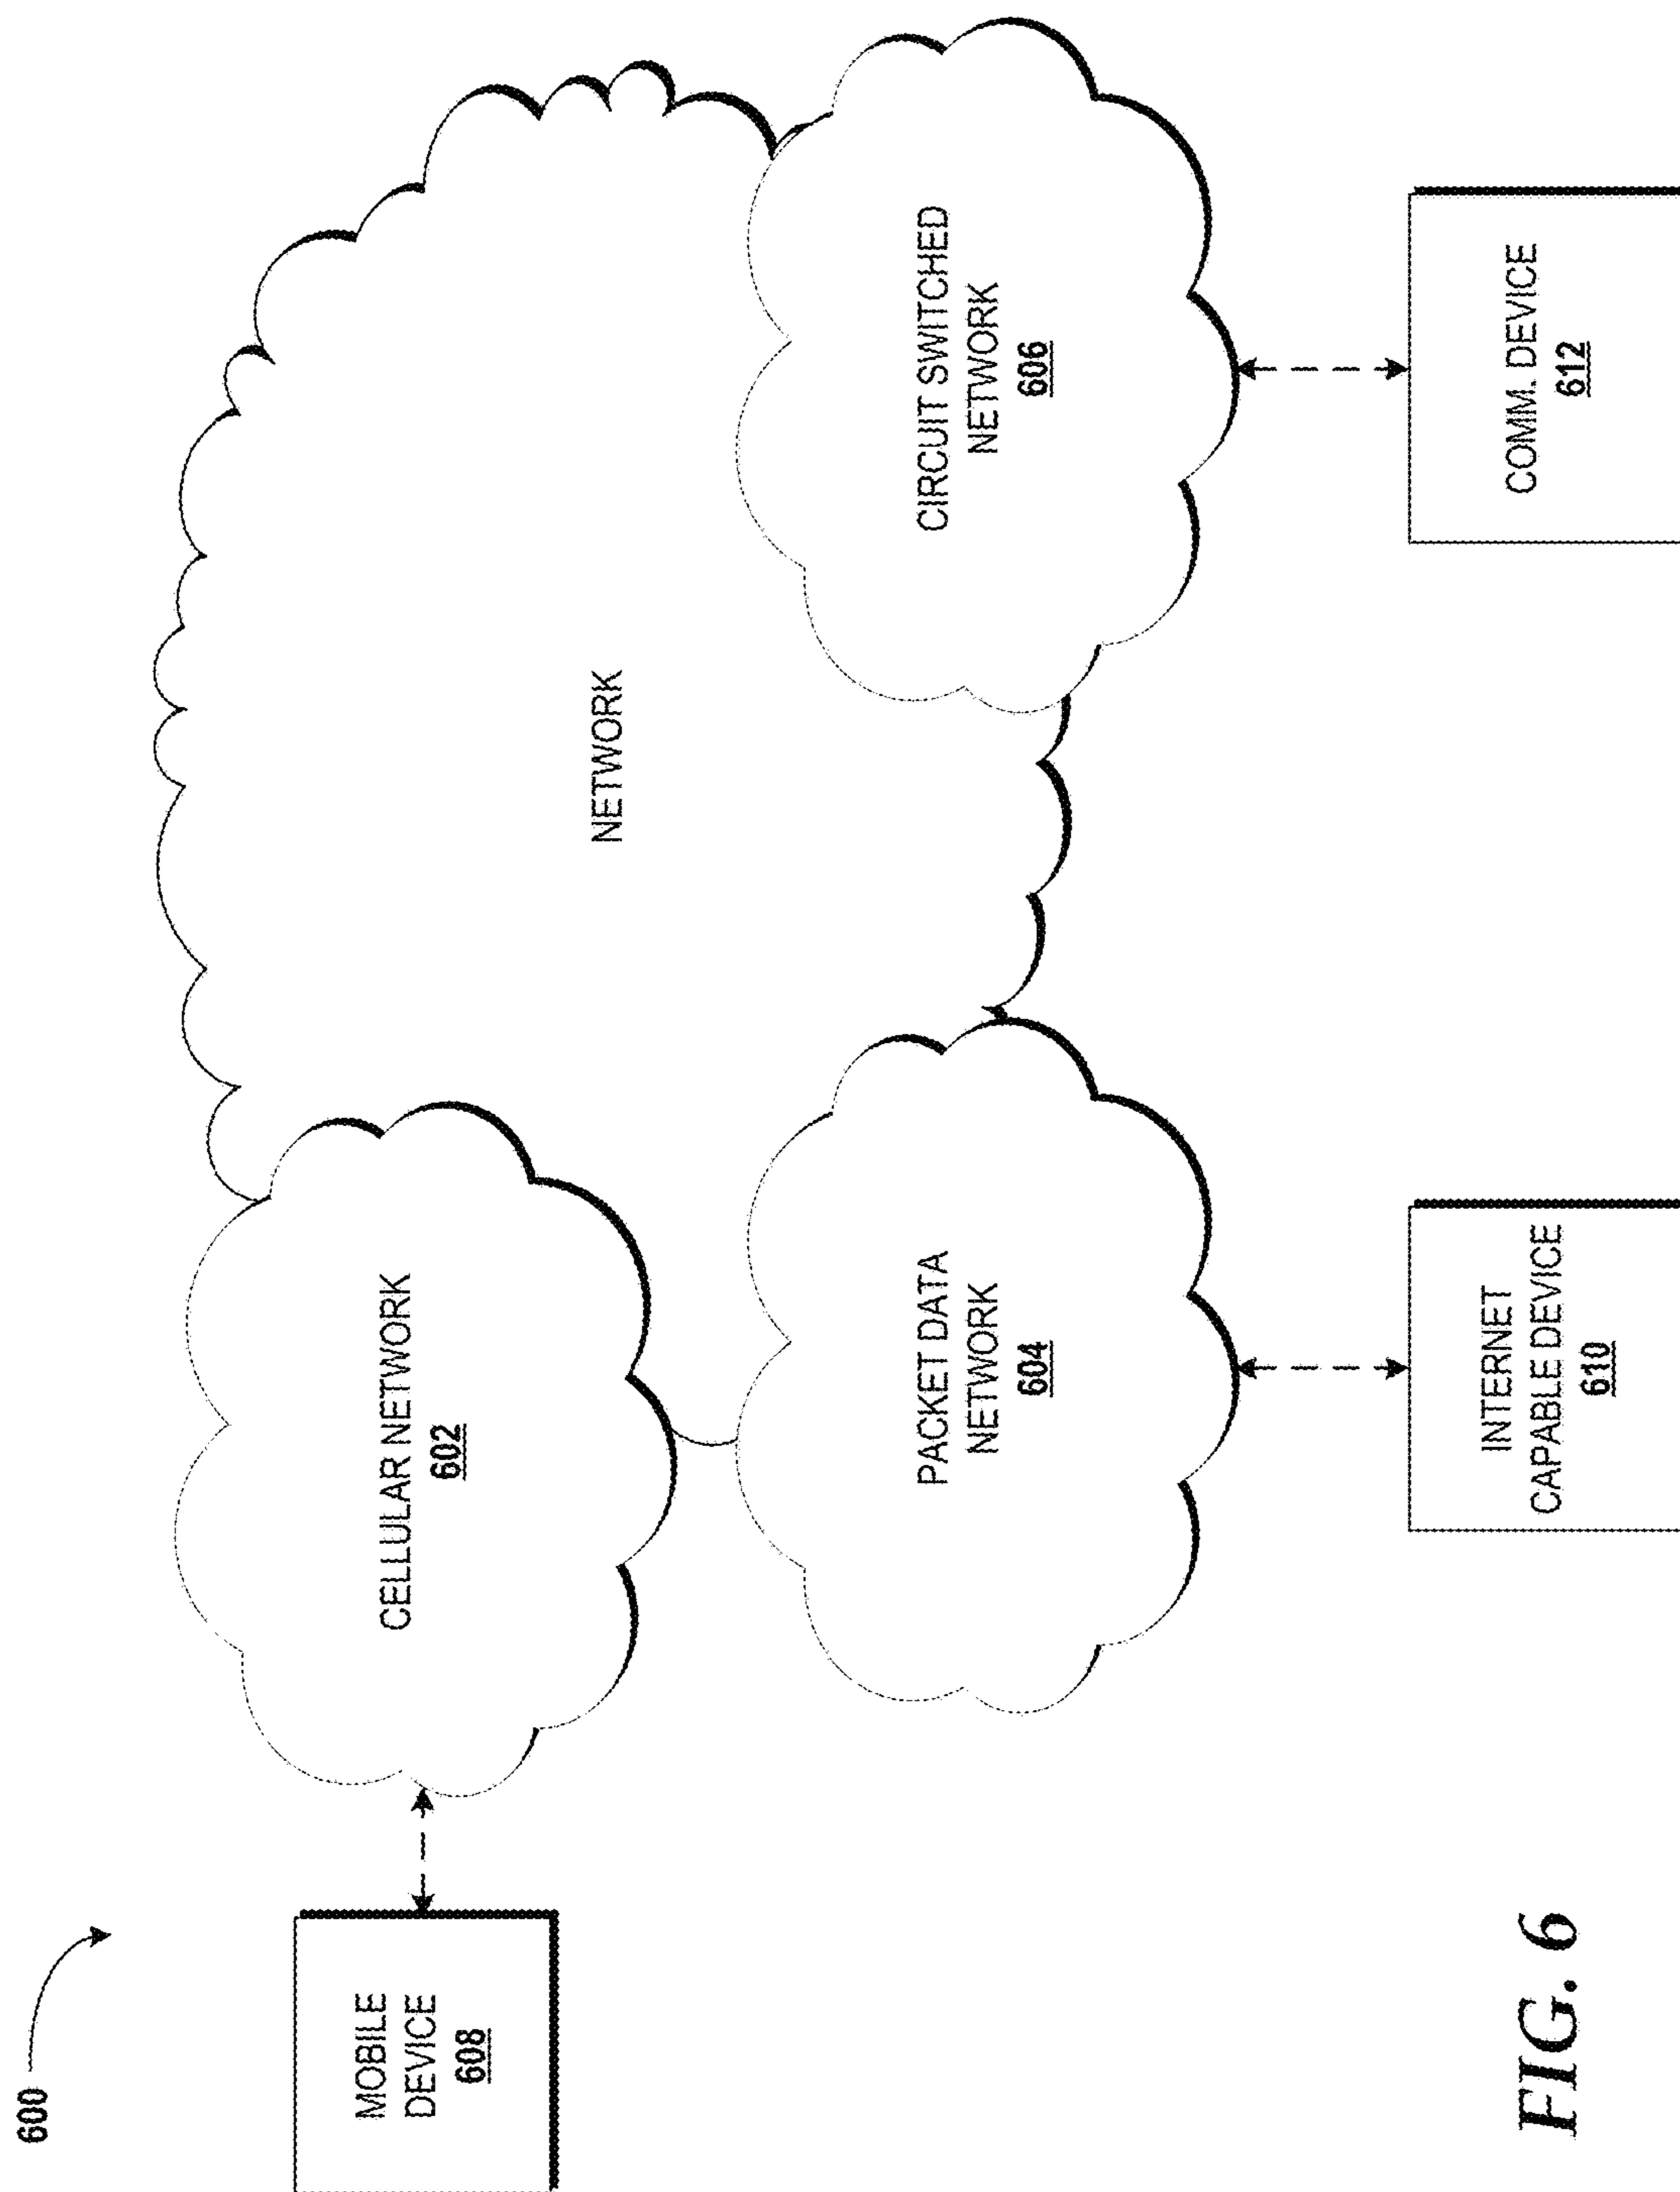 600
MOBILE
DEVICE
608
CELLULAR NETWORK
602
NETWORK
PACKET DATA
NETWORK
604
CIRCUIT SWITCHED
NETWORK
606
INTERNET
CAPABLE DEVICE
610
COMM. DEVICE
612
FIG. 6